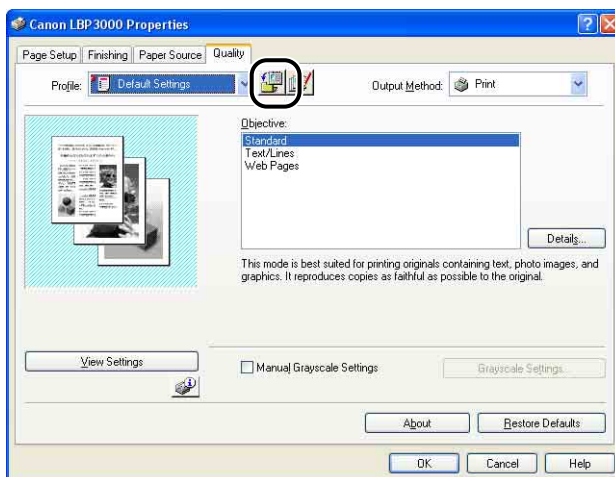 Canon LBP3000 Properties
Page Setup Finishing Paper Source Quality
Profile: Default Settings Output Method: Print
Objective:
Standard
Text/Lines
Web Pages
Details...
This mode is best suited for printing originals containing text, photo images, and
graphics. It reproduces copies as faithful as possible to the original.
View Settings
Manual Grayscale Settings Grayscale Settings...
About Restore Defaults
OK Cancel Help